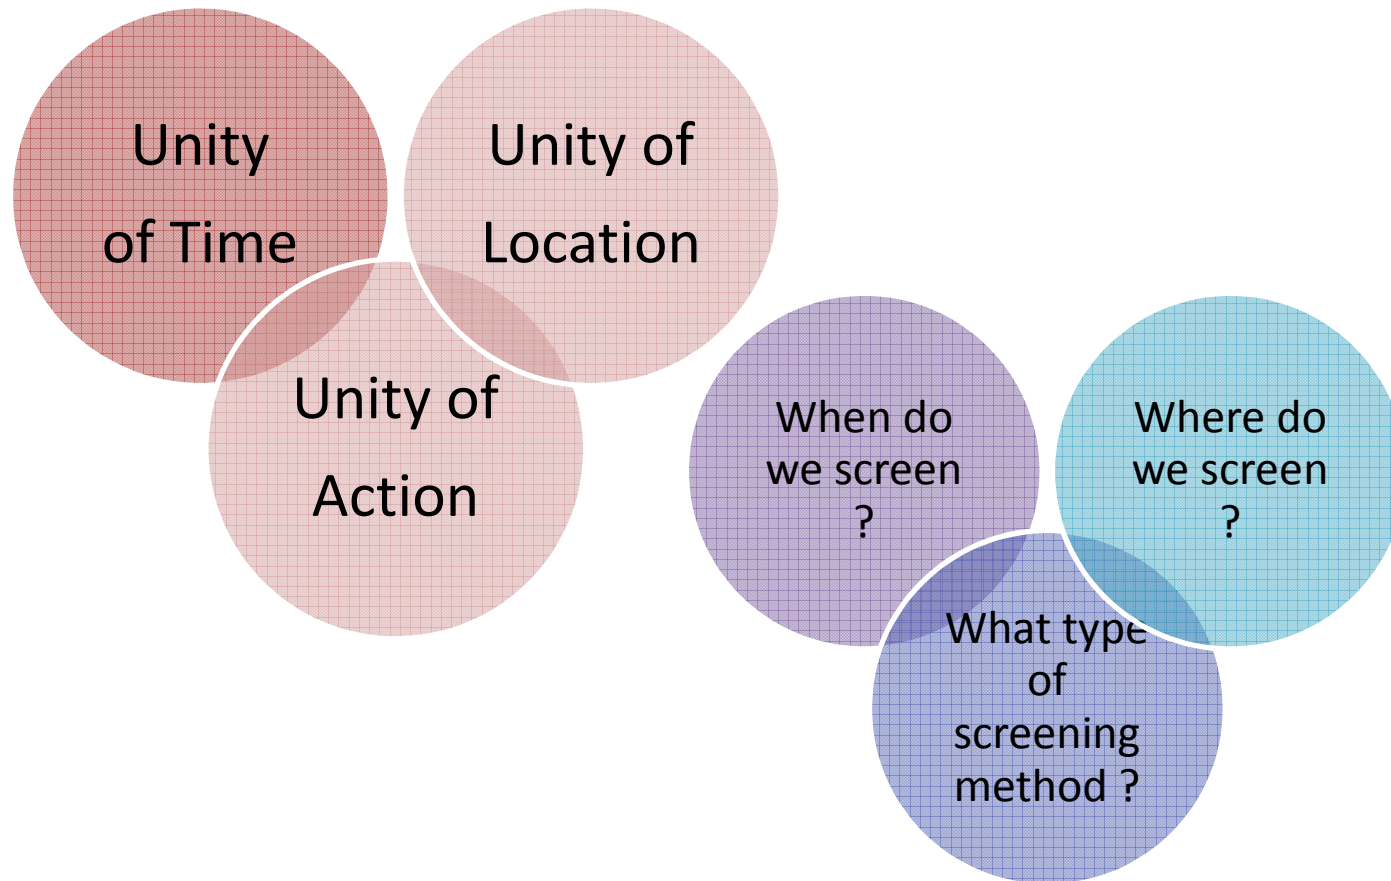 Unity
of Time
Unity of
Location
Unity of
Action
When do
we screen
?
Where do
we screen
?
What type
of
screening
method ?